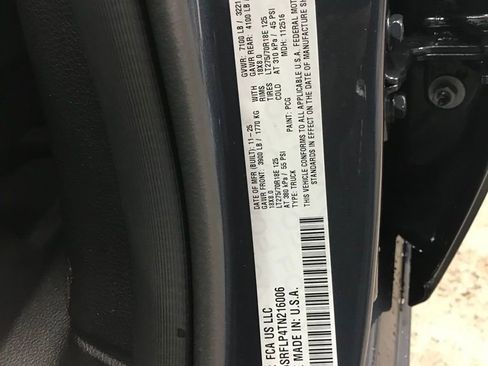 FCA US LLC
SRFLP4TN216006
MADE IN: U.S.A.
DATE OF MFR (BUILT): 11-25
GVWR: 7100 LB / 3221
GAWR FRONT: 3900 LB / 1770 KG WITH
GAWR REAR: 4100 LB
18X8.0 RIMS 18X8.0
LT275/70R18E 125 TIRES LT275/70R18E 125
AT 380 kPa / 55 PSI COLD AT 310 kPa / 45 PSI
TYPE: TRUCK PAINT: PCG MDH: 112516
THIS VEHICLE CONFORMS TO ALL APPLICABLE U.S.A. FEDERAL MOTOR
STANDARDS IN EFFECT ON THE DATE OF MANUFACTURE